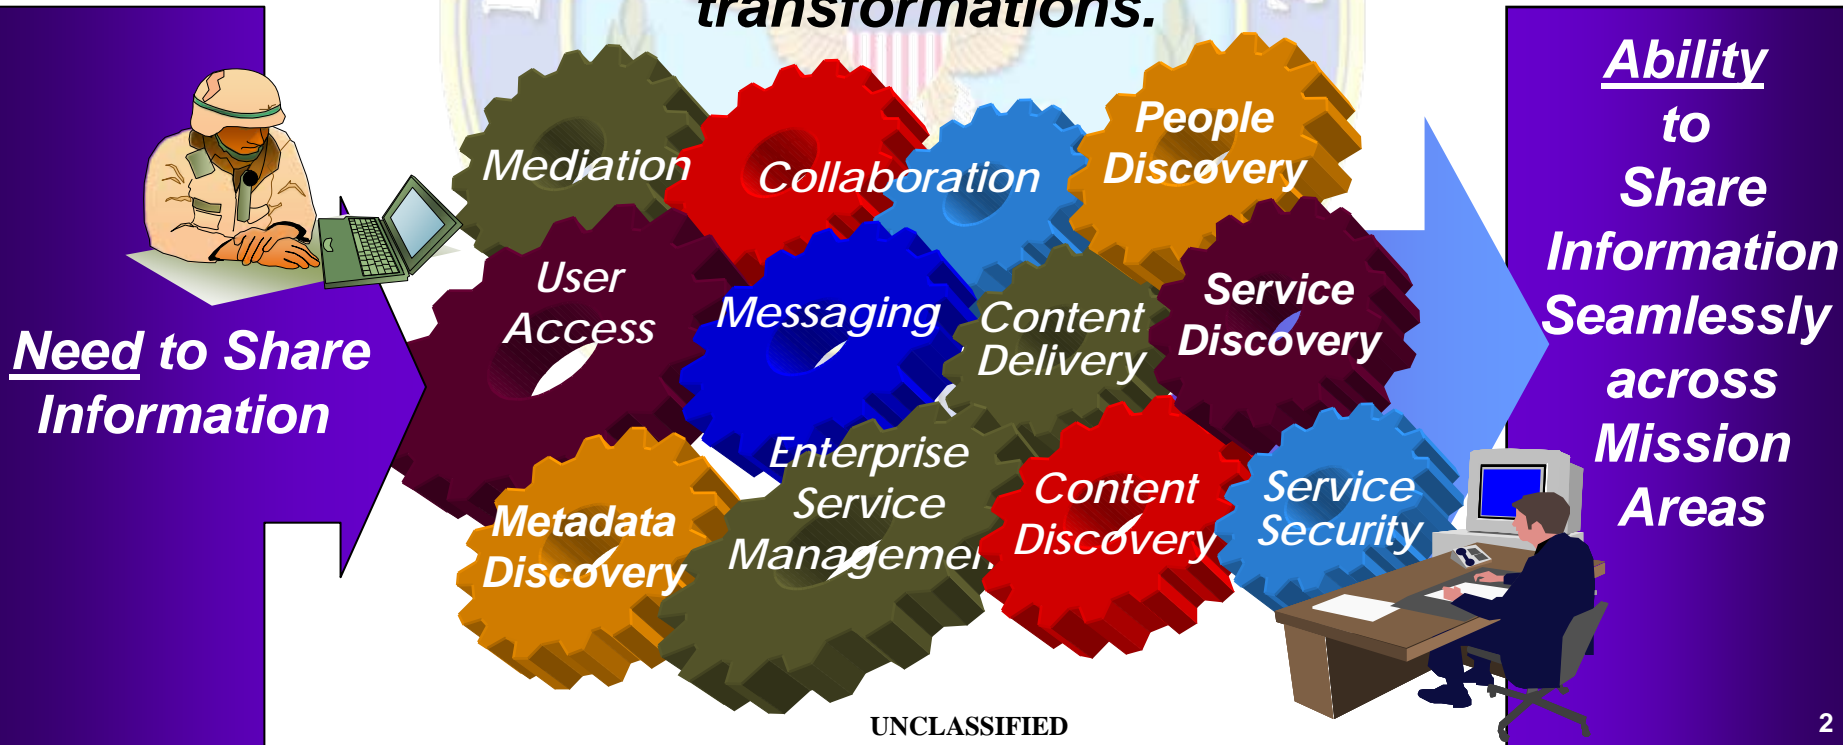 transformations.
Need to Share
Information
Mediation
Collaboration
People
Discovery
User
Access
Messaging
Content
Delivery
Service
Discovery
Metadata
Discovery
Enterprise
Service
Managemen
Content
Discovery
Service
Security
Ability
to
Share
Information
Seamlessly
across
Mission
Areas
UNCLASSIFIED
2